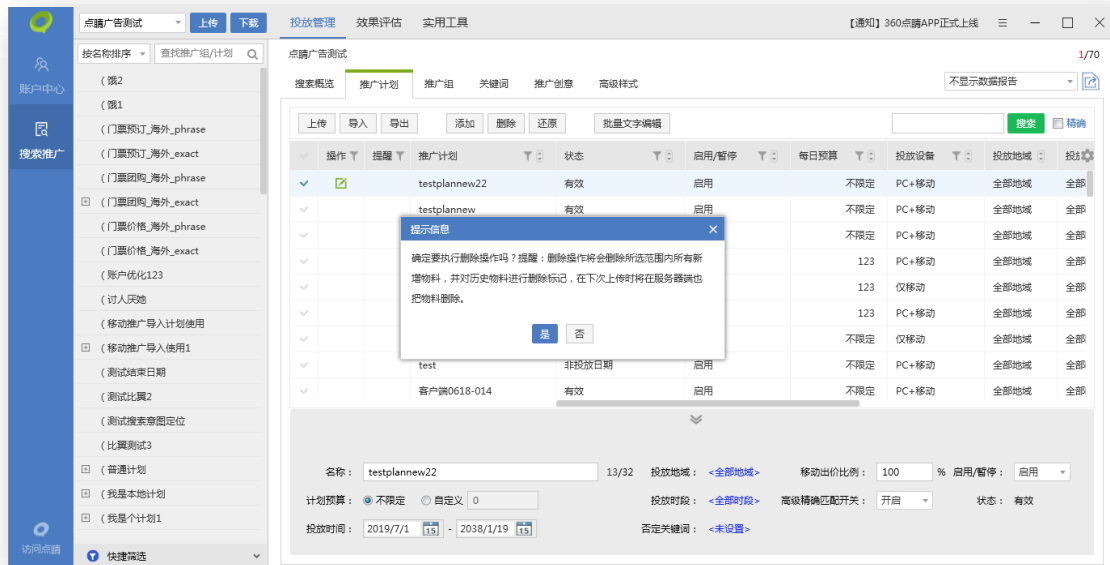 点睛广告测试 上传 下载 投放管理 效果评估 实用工具 【通知】360点睛APP正式上线
按名称排序 查找推广组/计划 点睛广告测试 1/70
账户中心
搜索推广
访问点睛
(饿2
(饿1
(门票预订_海外_phrase
(门票预订_海外_exact
(门票团购_海外_phrase
(门票团购_海外_exact
(门票价格_海外_phrase
(门票价格_海外_exact
(账户优化123
(讨人厌她
(移动推广导入计划使用
(移动推广导入使用1
(测试结束日期
(测试比翼2
(测试搜索意图定位
(比翼测试3
(普通计划
(我是本地计划
(我是个计划1
快捷筛选
搜索概览 推广计划 推广组 关键词 推广创意 高级样式 不显示数据报告
上传 导入 导出 添加 删除 还原 批量文字编辑 搜索 精确
操作 提醒 推广计划 状态 启用/暂停 每日预算 投放设备 投放地域 投放
testplannew22 有效 启用 不限定 PC+移动 全部地域 全部
testplannew 有效 启用 不限定 PC+移动 全部地域 全部
不限定 PC+移动 全部地域 全部
123 PC+移动 全部地域 全部
123 仅移动 全部地域 全部
123 PC+移动 全部地域 全部
不限定 仅移动 全部地域 全部
test 非投放日期 启用 不限定 PC+移动 全部地域 全部
客户端0618-014 有效 启用 不限定 PC+移动 全部地域 全部
提示信息
确定要执行删除操作吗？提醒：删除操作将会删除所选范围内所有新
增物料，并对历史物料进行删除标记，在下次上传时将在服务器端也
把物料删除。
是 否
名称： testplannew22 13/32 投放地域： <全部地域> 移动出价比例： 100 % 启用/暂停： 启用
计划预算： 不限定 自定义 0 投放时段： <全部时段> 高级精确匹配开关： 开启 状态： 有效
投放时间： 2019/7/1 15 - 2038/1/19 15 否定关键词： <未设置>